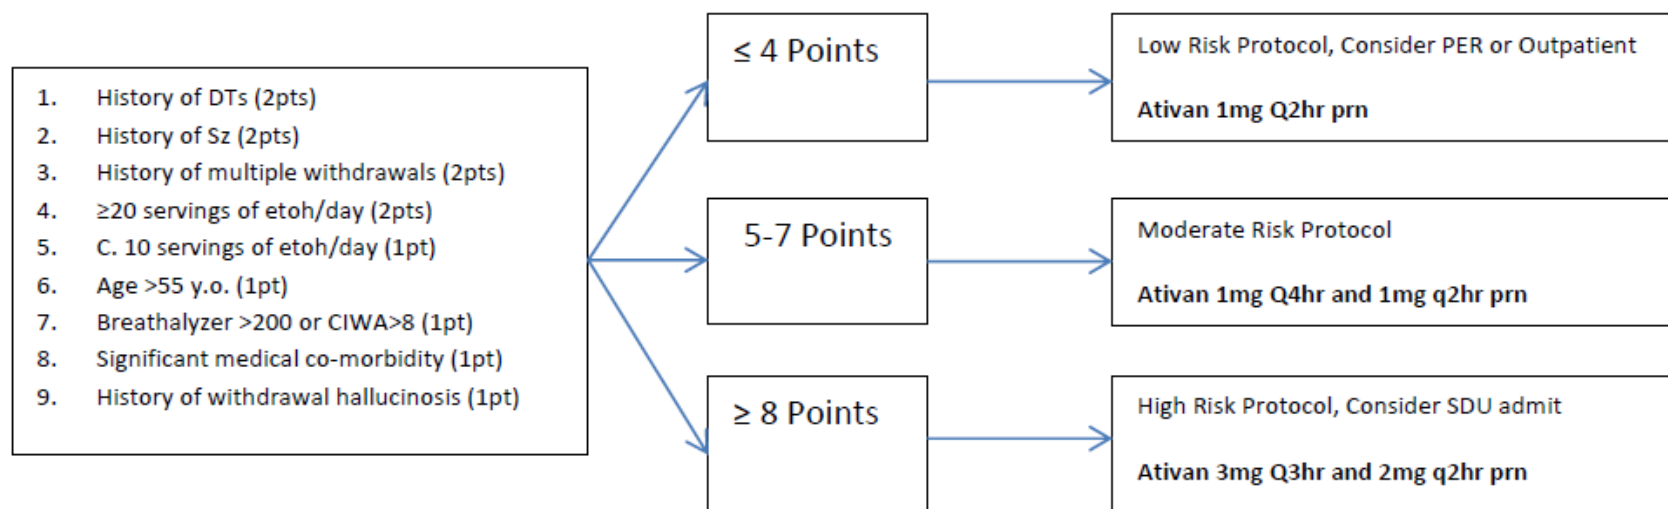 1. History of DTs (2pts)
2. History of Sz (2pts)
3. History of multiple withdrawals (2pts)
4. ≥20 servings of etoh/day (2pts)
5. C. 10 servings of etoh/day (1pt)
6. Age >55 y.o. (1pt)
7. Breathalyzer >200 or CIWA>8 (1pt)
8. Significant medical co-morbidity (1pt)
9. History of withdrawal hallucinosis (1pt)
≤ 4 Points
Low Risk Protocol, Consider PER or Outpatient
Ativan 1mg Q2hr prn
5-7 Points
Moderate Risk Protocol
Ativan 1mg Q4hr and 1mg q2hr prn
≥ 8 Points
High Risk Protocol, Consider SDU admit
Ativan 3mg Q3hr and 2mg q2hr prn